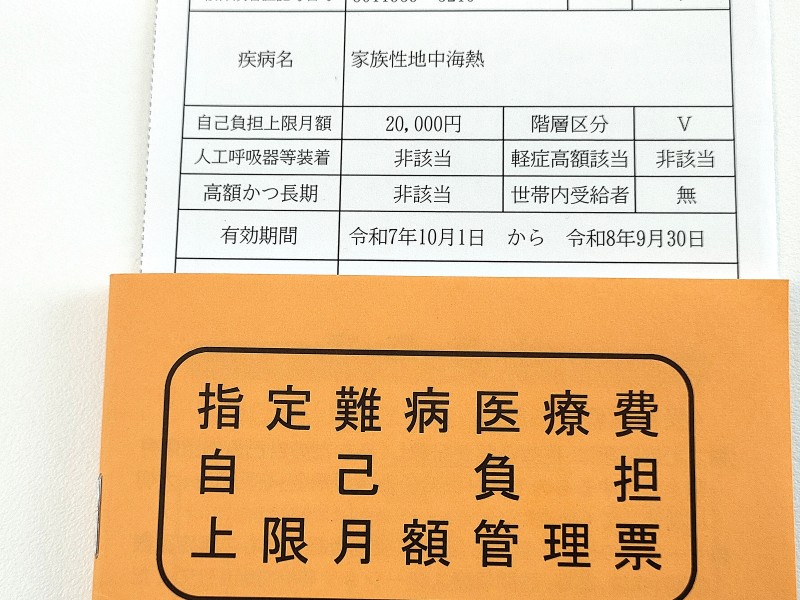 疾病名 家族性地中海熱
自己負担上限月額 20,000円 階層区分 V
人工呼吸器等装着 非該当 軽症高額該当 非該当
高額かつ長期 非該当 世帯内受給者 無
有効期間 令和7年10月1日 から 令和8年9月30日
指定難病医療費
自己負担
上限月額管理票